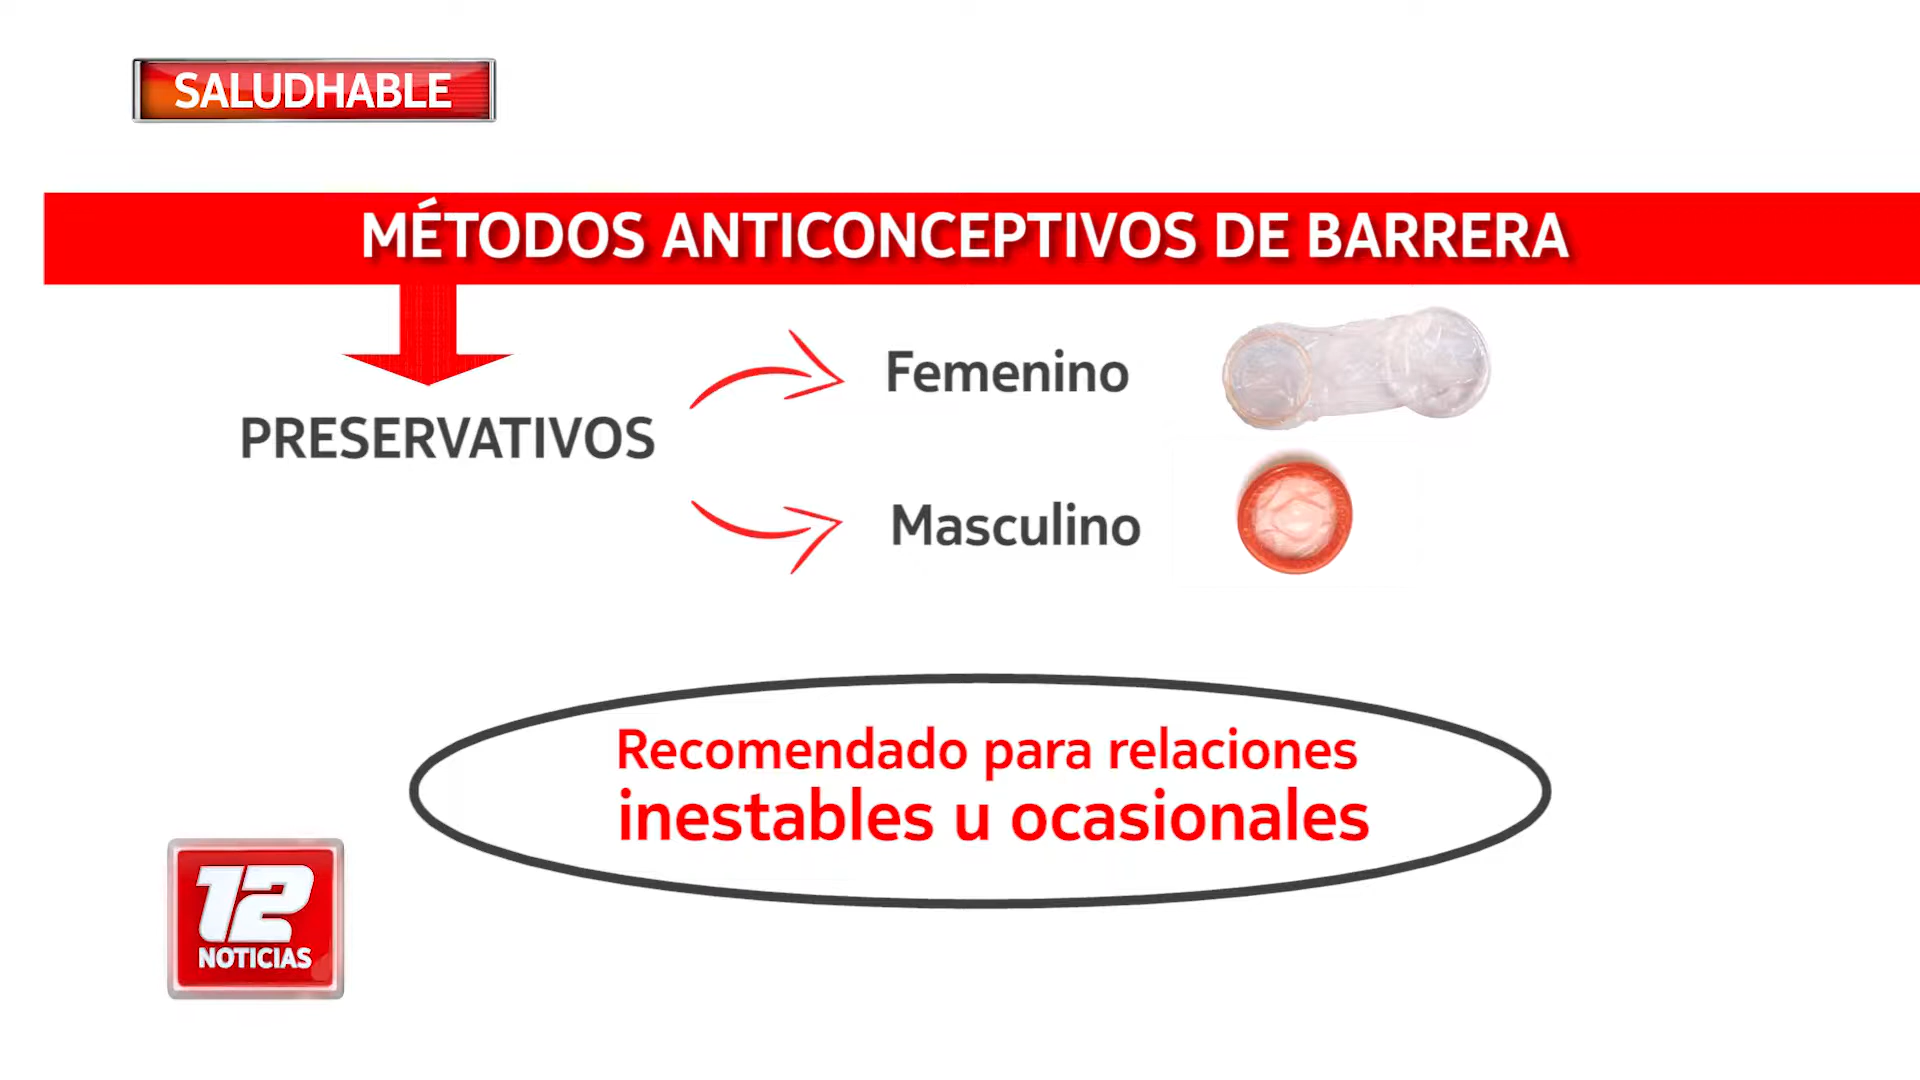 SALUDHABLE
MÉTODOS ANTICONCEPTIVOS DE BARRERA
PRESERVATIVOS
Femenino
Masculino
Recomendado para relaciones
inestables u ocasionales
12
NOTICIAS